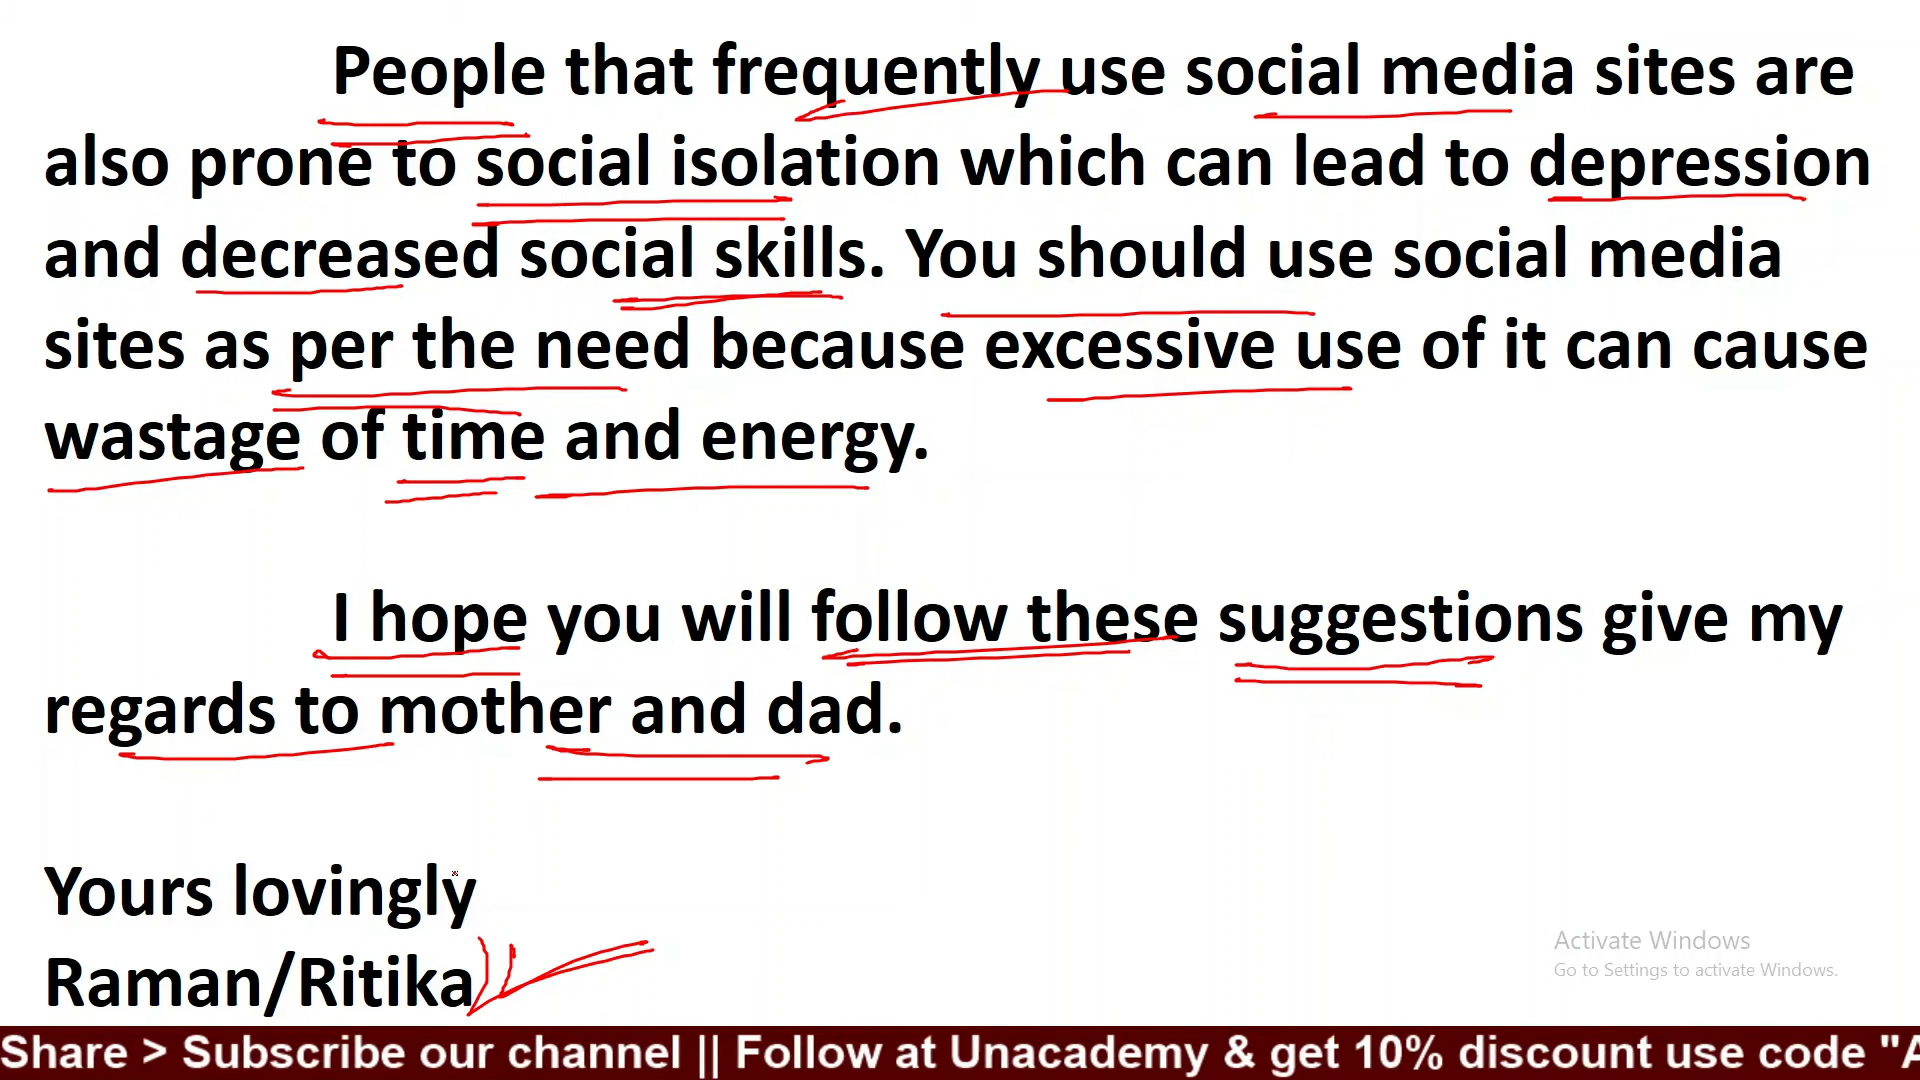 People that frequently use social media sites are
also prone to social isolation which can lead to depression
and decreased social skills. You should use social media
sites as per the need because excessive use of it can cause
wastage of time and energy.
I hope you will follow these suggestions give my
regards to mother and dad.
Yours lovingly
Raman/Ritika
Activate Windows
Go to Settings to activate Windows.
Share > Subscribe our channel || Follow at Unacademy & get 10% discount use code "A